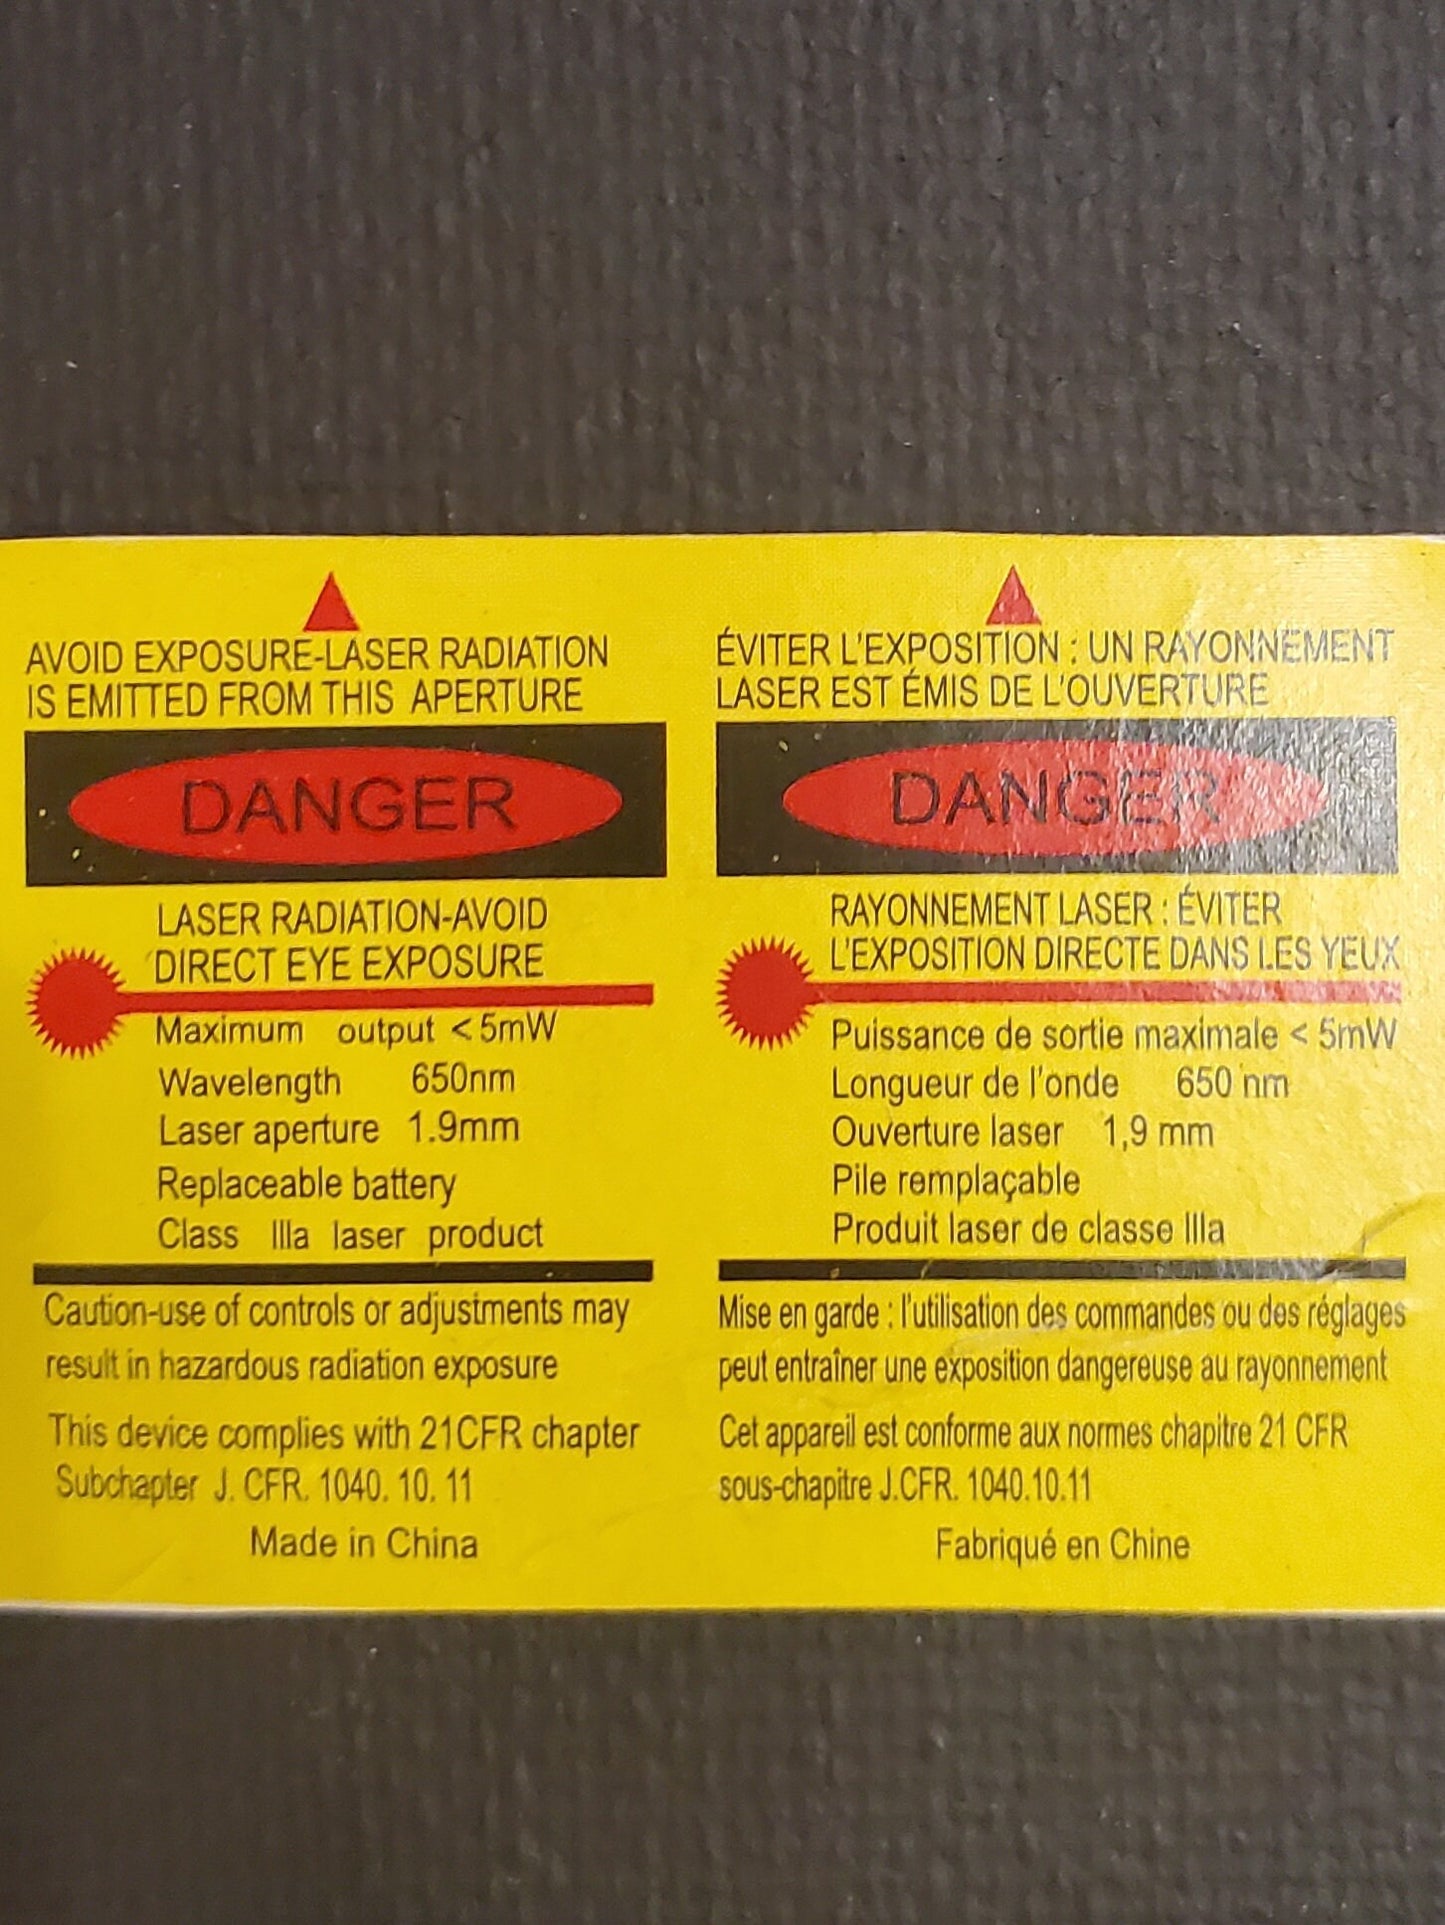 AVOID EXPOSURE-LASER RADIATION
IS EMITTED FROM THIS APERTURE
DANGER
LASER RADIATION-AVOID
DIRECT EYE EXPOSURE
Maximum output < 5mW
Wavelength 650nm
Laser aperture 1.9mm
Replaceable battery
Class IIIa laser product
Caution-use of controls or adjustments may
result in hazardous radiation exposure
This device complies with 21CFR chapter
Subchapter J. CFR. 1040. 10. 11
Made in China
ÉVITER L'EXPOSITION : UN RAYONNEMENT
LASER EST ÉMIS DE L'OUVERTURE
DANGER
RAYONNEMENT LASER : ÉVITER
L'EXPOSITION DIRECTE DANS LES YEUX
Puissance de sortie maximale < 5mW
Longueur de l'onde 650 nm
Ouverture laser 1,9 mm
Pile remplaçable
Produit laser de classe IIIa
Mise en garde : l'utilisation des commandes ou des réglages
peut entraîner une exposition dangereuse au rayonnement
Cet appareil est conforme aux normes chapitre 21 CFR
sous-chapitre J.CFR. 1040.10.11
Fabriqué en Chine